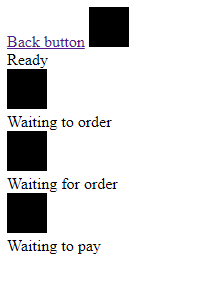 Back button
Ready
Waiting to order
Waiting for order
Waiting to pay